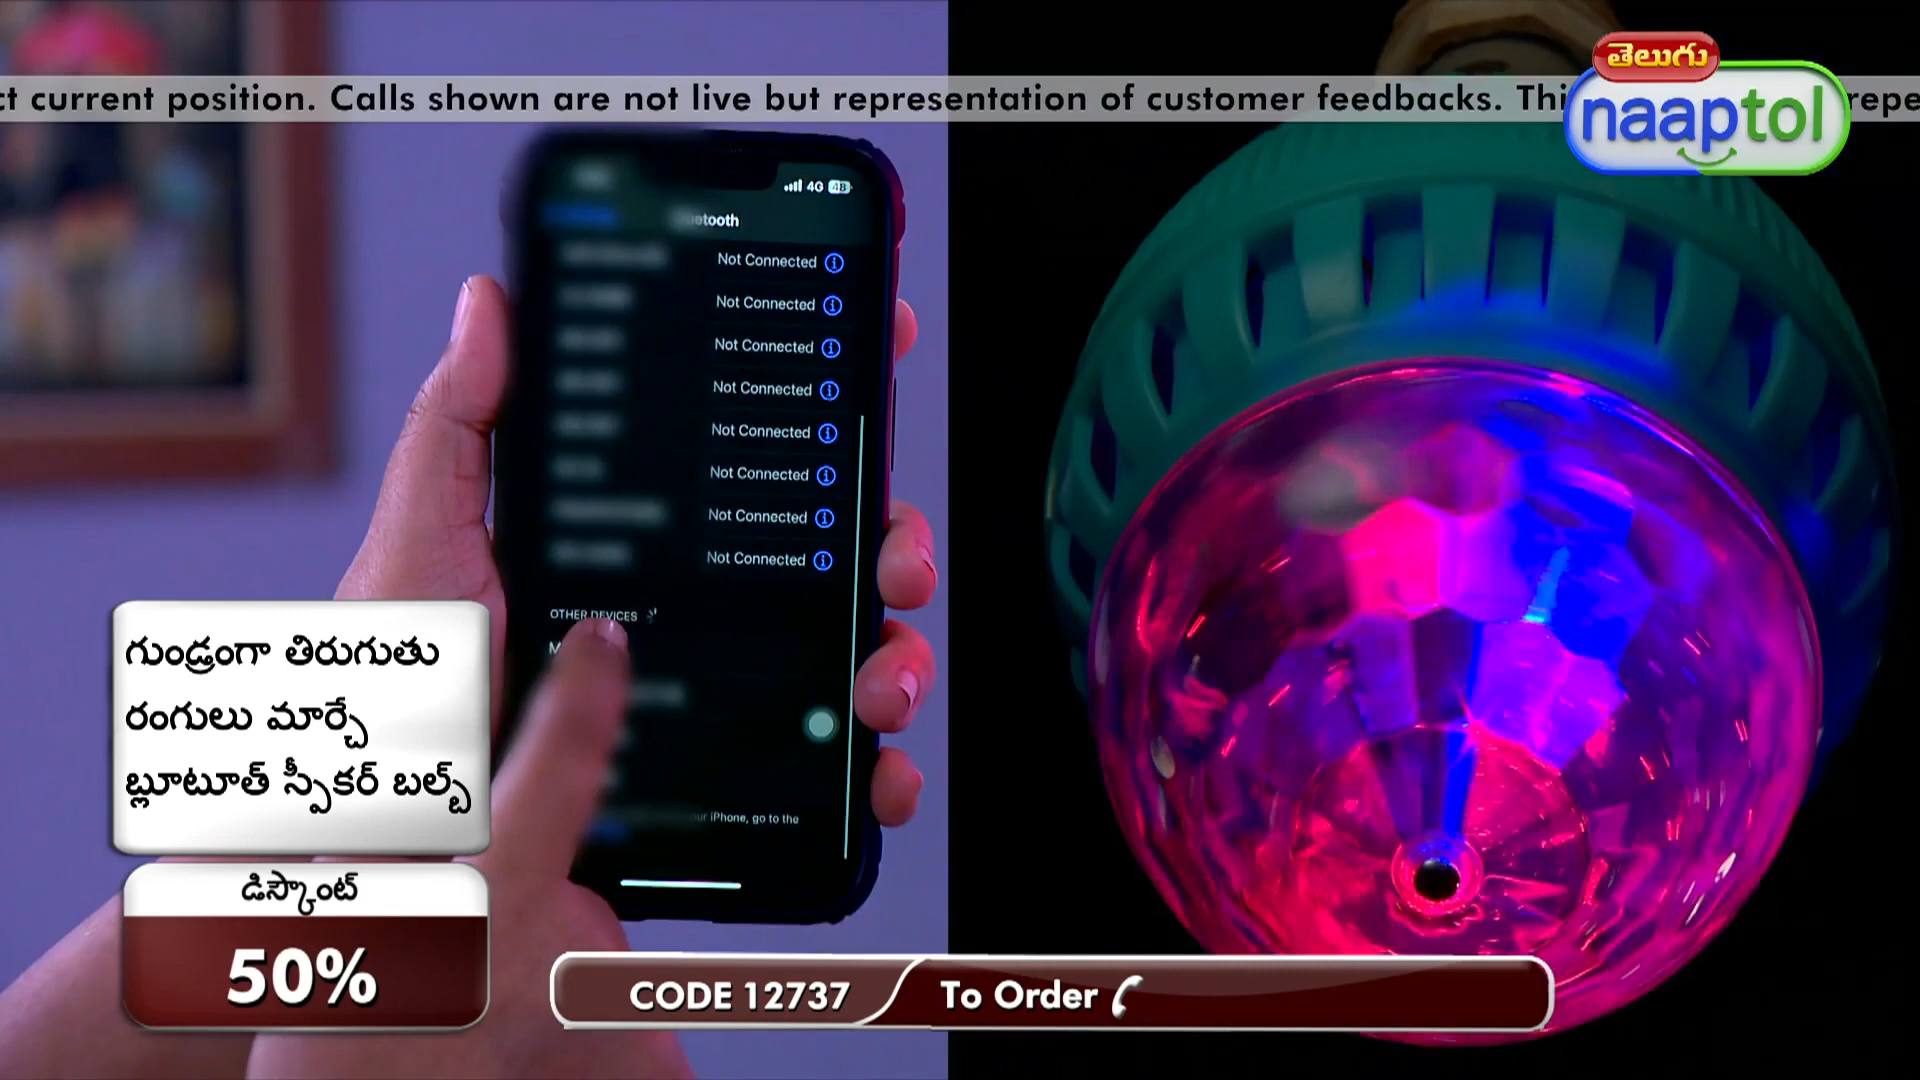 తెలుగు
naaptol
ct current position. Calls shown are not live but representation of customer feedbacks. Thi
repe
4G 48
etooth
Not Connected
Not Connected
Not Connected
Not Connected
Not Connected
Not Connected
Not Connected
Not Connected
OTHER DEVICES
iPhone, go to the
గుండ్రంగా తిరుగుతు
రంగులు మార్చే
బ్లూటూత్ స్పీకర్ బల్బ్
డిస్కౌంట్
50%
CODE 12737
To Order